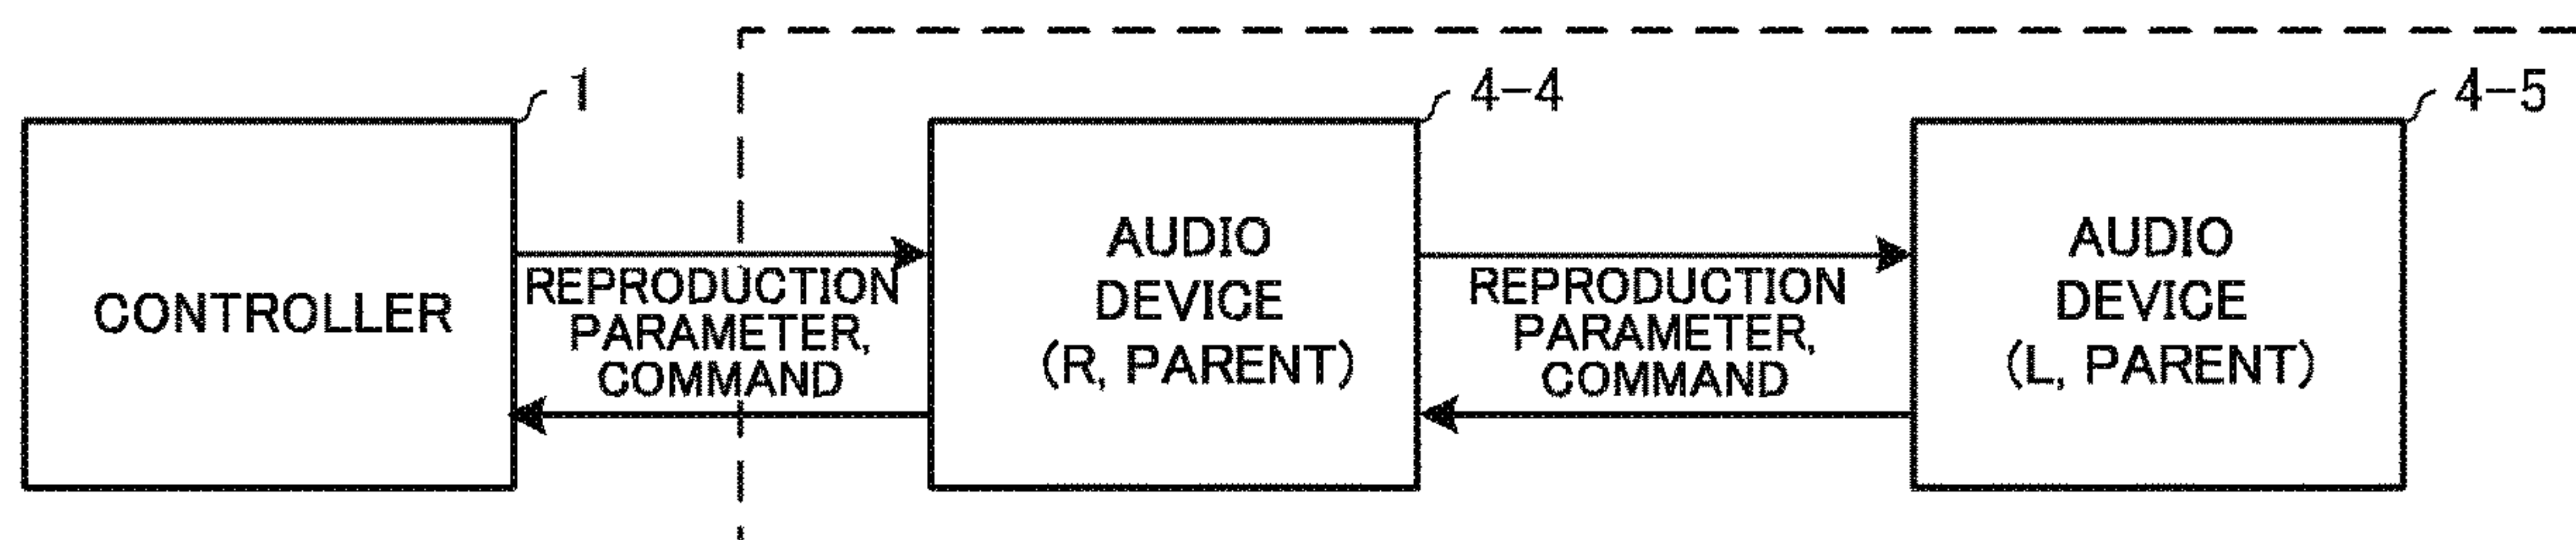 1
4-4
4-5
CONTROLLER
REPRODUCTION
PARAMETER,
COMMAND
AUDIO
DEVICE
(R, PARENT)
REPRODUCTION
PARAMETER,
COMMAND
AUDIO
DEVICE
(L, PARENT)